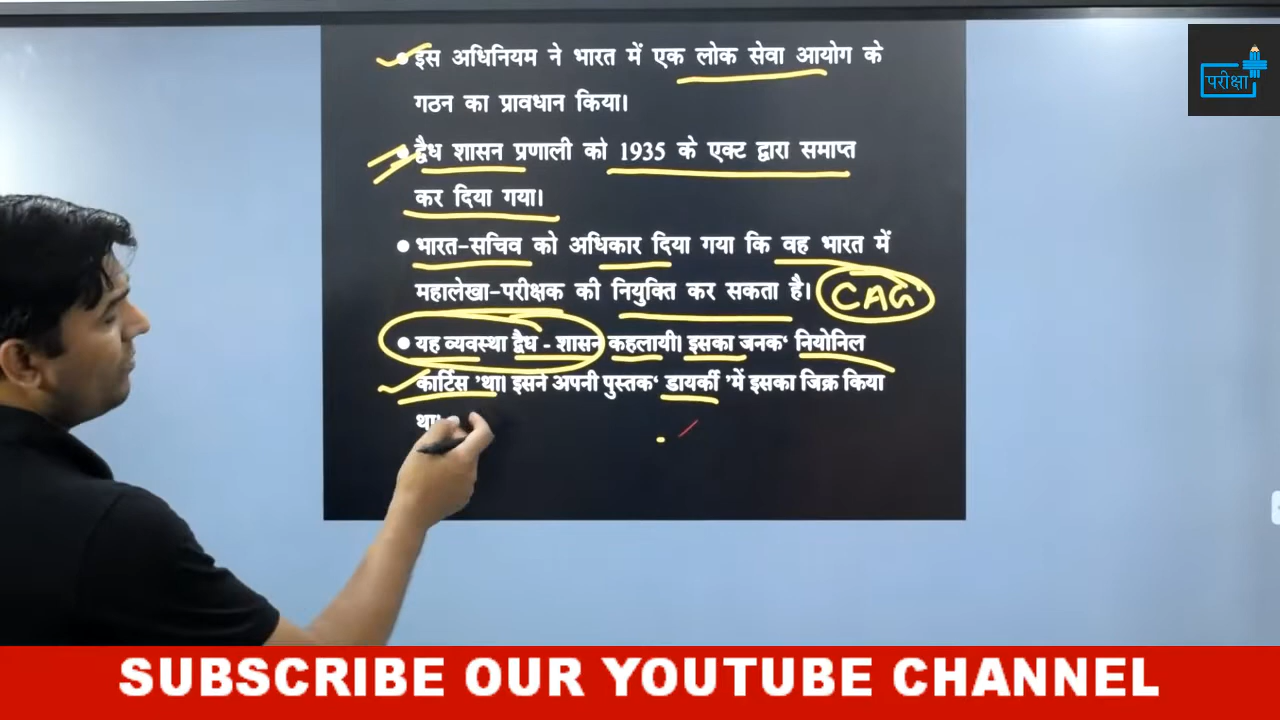 इस अधिनियम ने भारत में एक लोक सेवा आयोग के
गठन का प्रावधान किया।
द्वैध शासन प्रणाली को 1935 के एक्ट द्वारा समाप्त
कर दिया गया।
भारत-सचिव को अधिकार दिया गया कि वह भारत में
महालेखा-परीक्षक की नियुक्ति कर सकता है।
CAG
यह व्यवस्था द्वैध - शासन कहलायी। इसका जनक‘ नियोनिल
कार्टिस ’था। इसने अपनी पुस्तक‘ डायर्की ’में इसका जिक्र किया
था।
परीक्षा
SUBSCRIBE OUR YOUTUBE CHANNEL